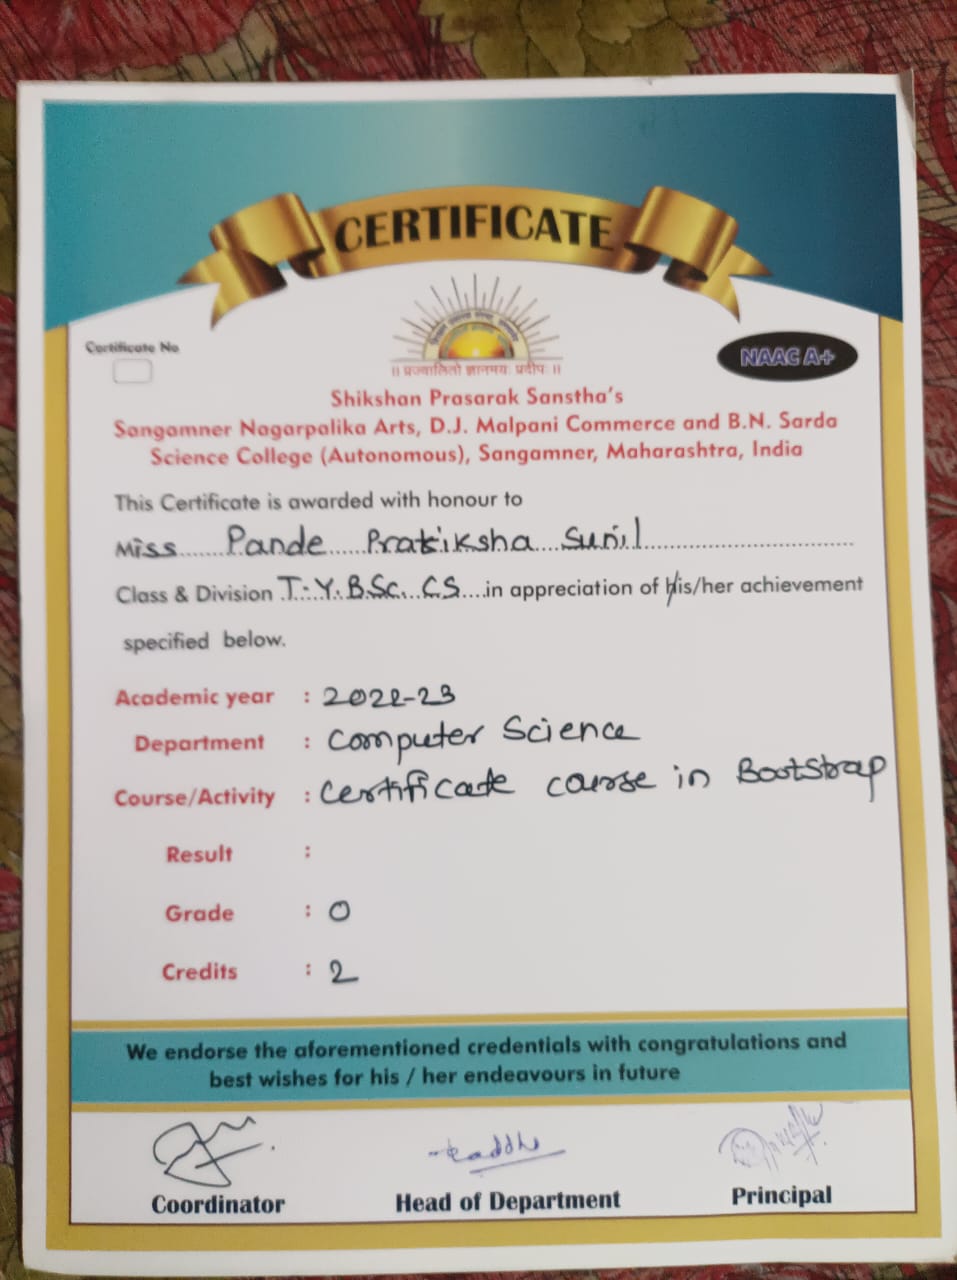 CERTIFICATE
Certificate No
NAAC A+
॥ प्रज्वालितो ज्ञानमयः प्रदीपः ॥
Shikshan Prasarak Sanstha's
Sangamner Nagarpalika Arts, D.J. Malpani Commerce and B.N. Sarda
Science College (Autonomous), Sangamner, Maharashtra, India
This Certificate is awarded with honour to
Miss Pande Pratiksha Sunil
Class & Division T.Y.B.Sc. CS in appreciation of his/her achievement
specified below.
Academic year : 2022-23
Department : Computer Science
Course/Activity : Certificate course in Bootstrap
Result :
Grade : O
Credits : 2
We endorse the aforementioned credentials with congratulations and
best wishes for his / her endeavours in future
Coordinator Head of Department Principal